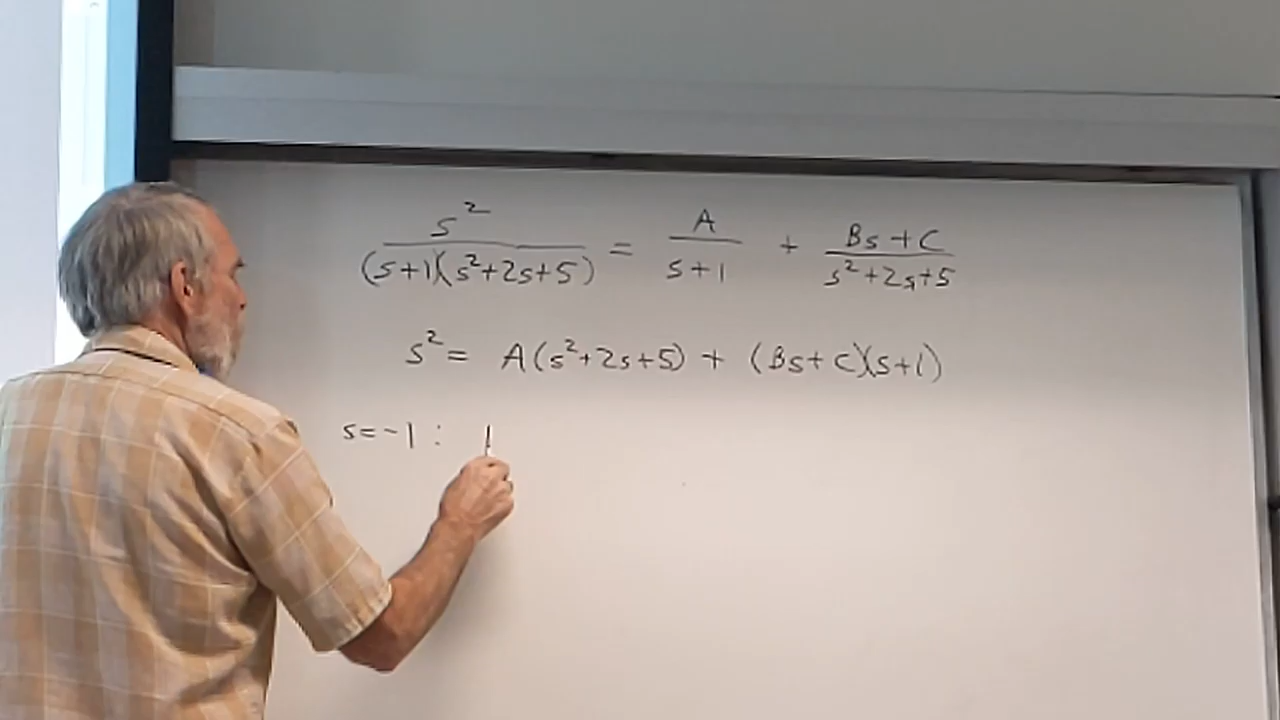 s² / (s+1)(s²+2s+5) = A / s+1 + Bs+C / s²+2s+5
s² = A(s²+2s+5) + (Bs+C)(s+1)
s=-1 : 1